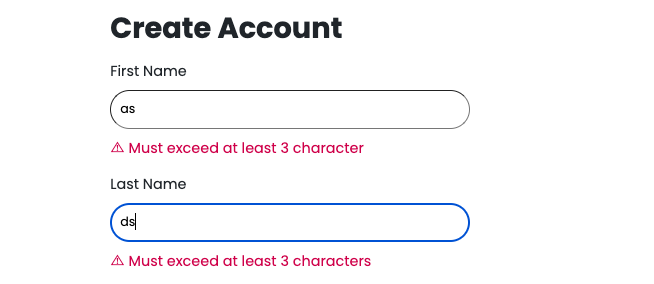 Create Account
First Name
as
⚠ Must exceed at least 3 character
Last Name
ds
⚠ Must exceed at least 3 characters